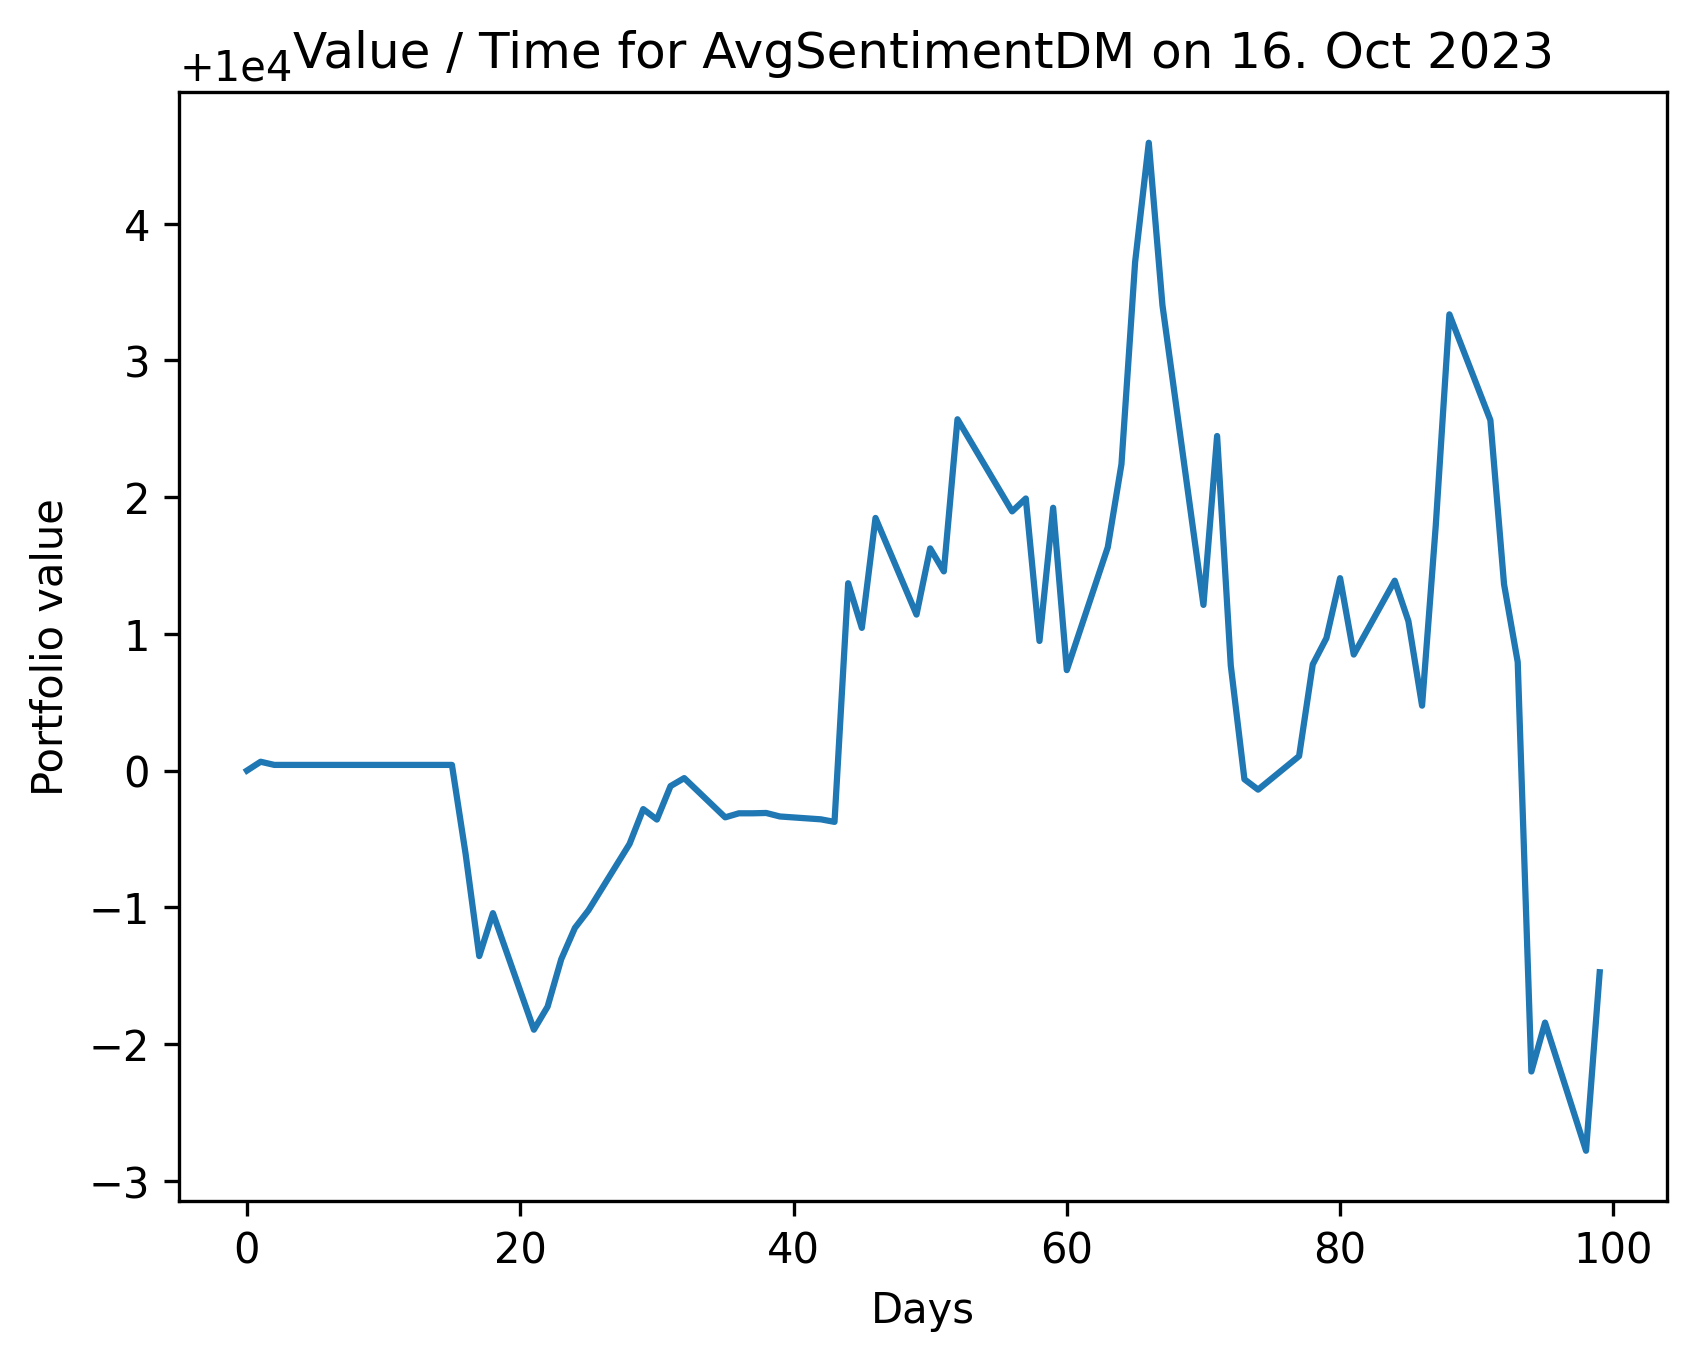 Value / Time for AvgSentimentDM on 16. Oct 2023
+1e4
4
3
2
1
0
−1
−2
−3
Portfolio value
0 20 40 60 80 100
Days